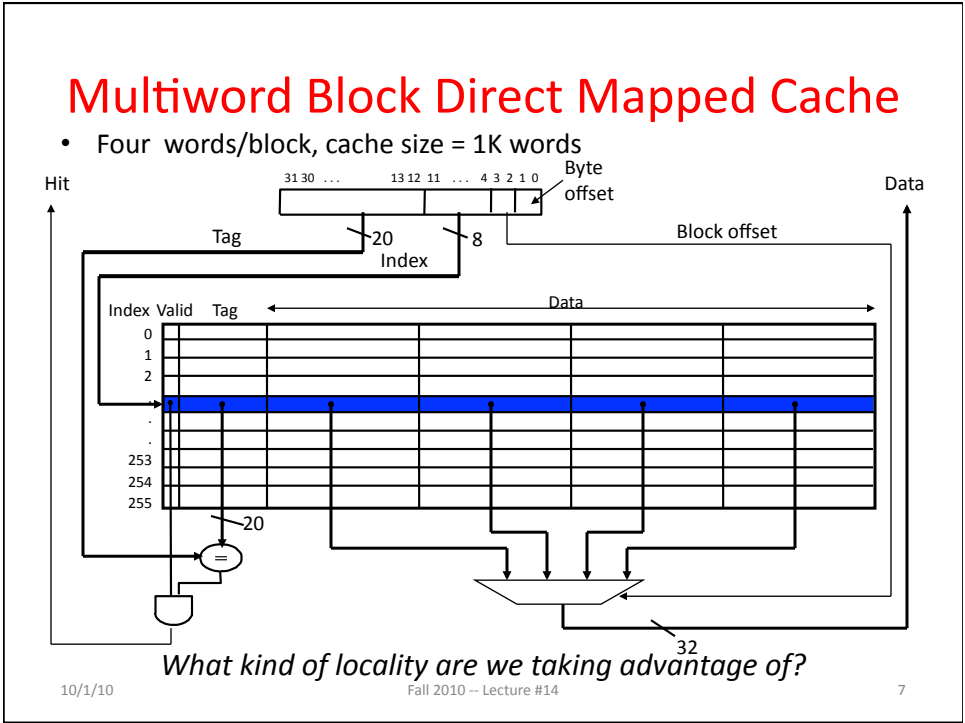 Multiword Block Direct Mapped Cache
• Four words/block, cache size = 1K words
Hit
31 30 . . . 13 12 11 . . . 4 3 2 1 0
Byte
offset
Data
Tag
20
8
Block offset
Index
Index Valid Tag
Data
0
1
2
.
.
.
253
254
255
20
=
32
What kind of locality are we taking advantage of?
10/1/10
Fall 2010 -- Lecture #14
7